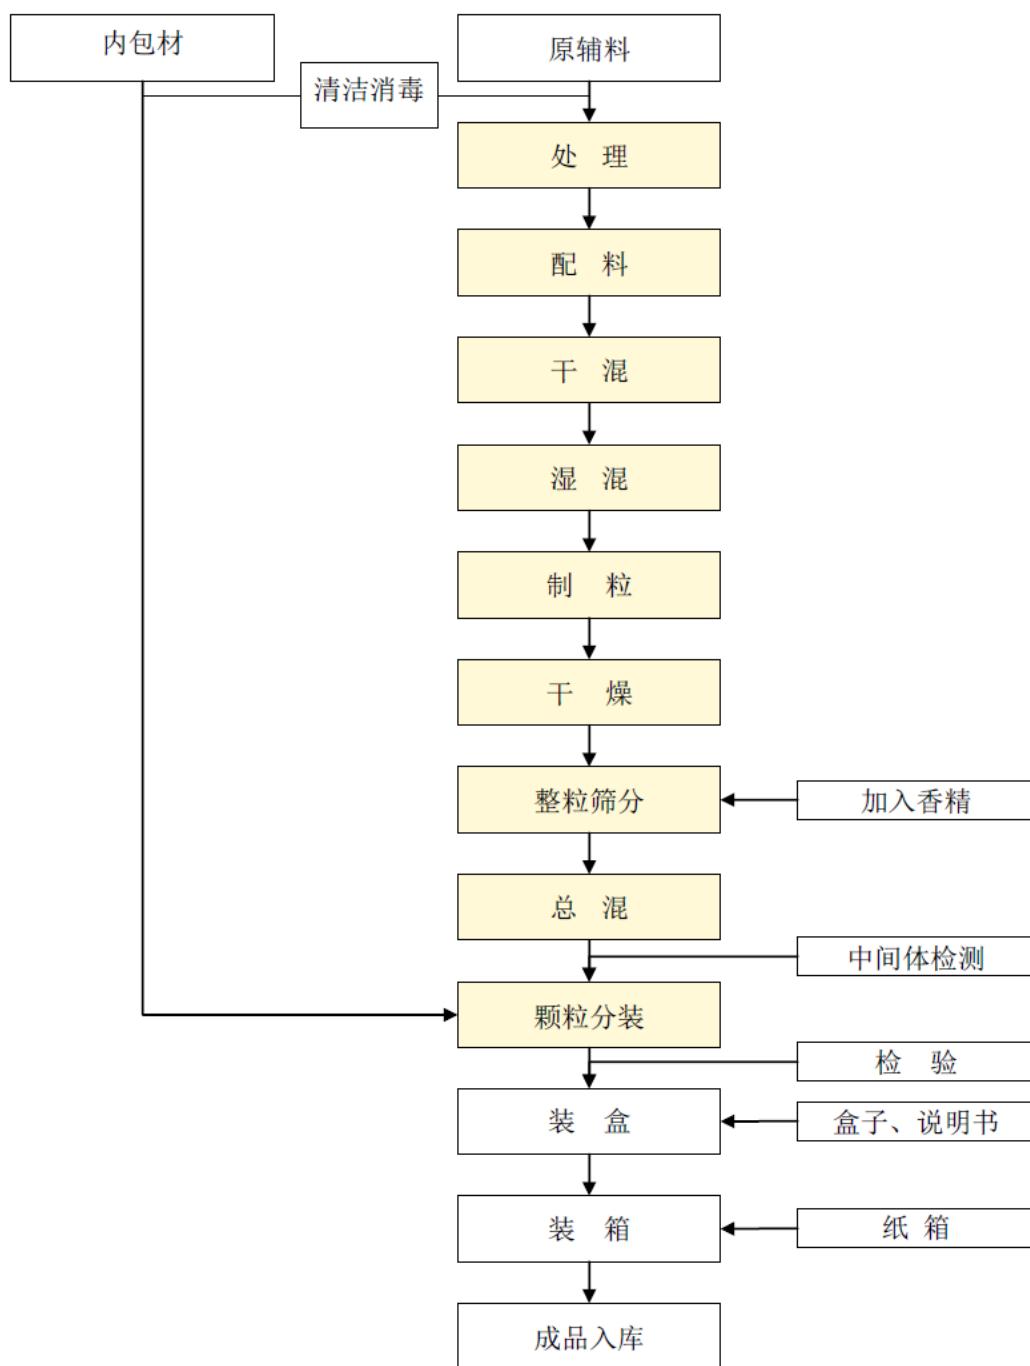 内包材
原辅料
清洁消毒
处 理
配 料
干 混
湿 混
制 粒
干 燥
整粒筛分
加入香精
总 混
中间体检测
颗粒分装
检 验
装 盒
盒子、说明书
装 箱
纸 箱
成品入库